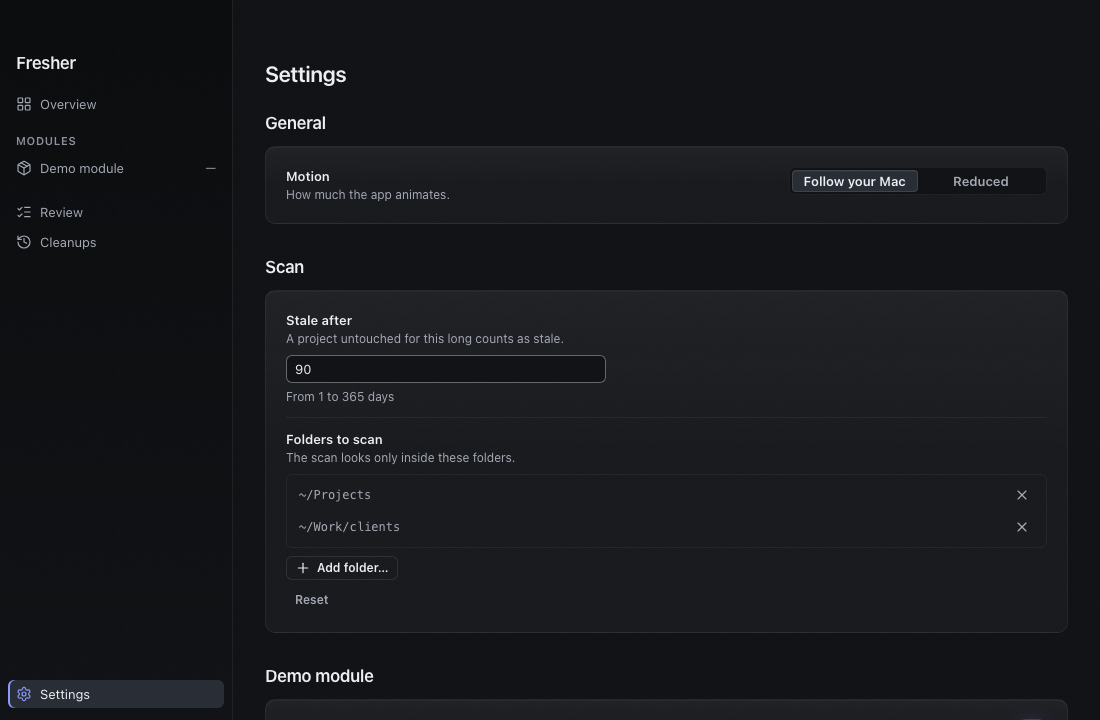 Fresher
Overview
MODULES
Demo module
Review
Cleanups
Settings
Settings
General
Motion
How much the app animates.
Follow your Mac
Reduced
Scan
Stale after
A project untouched for this long counts as stale.
90
From 1 to 365 days
Folders to scan
The scan looks only inside these folders.
~/Projects
~/Work/clients
Add folder...
Reset
Demo module